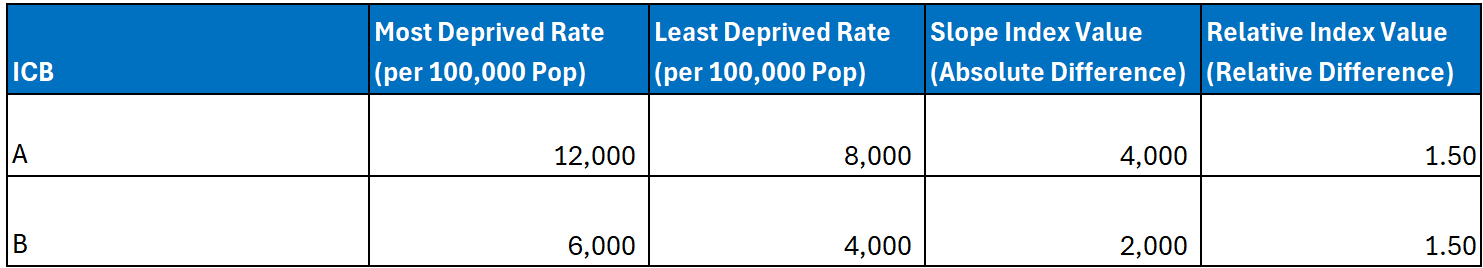 ICB Most Deprived Rate (per 100,000 Pop) Least Deprived Rate (per 100,000 Pop) Slope Index Value (Absolute Difference) Relative Index Value (Relative Difference)
A 12,000 8,000 4,000 1.50
B 6,000 4,000 2,000 1.50